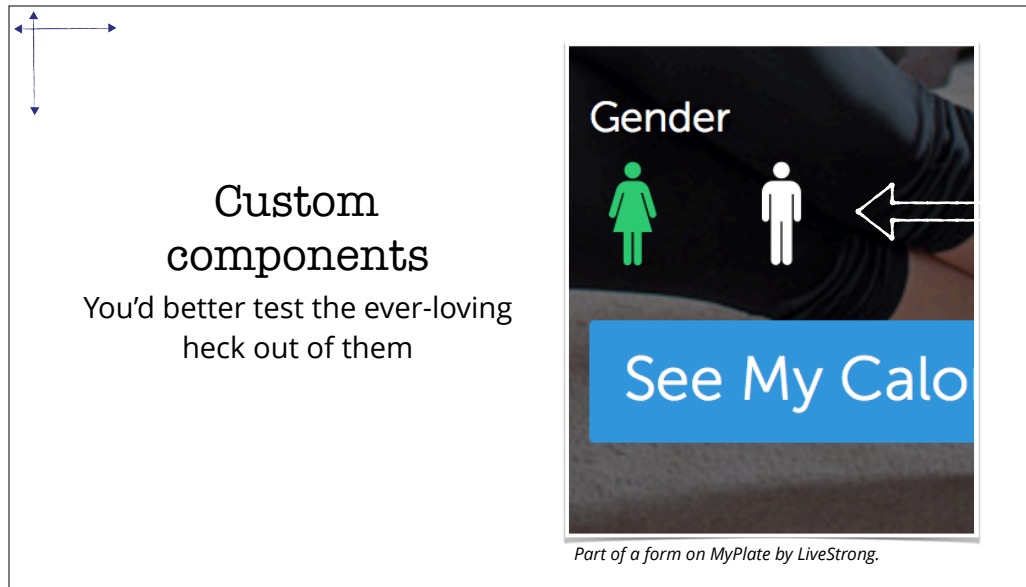 Custom
components
You'd better test the ever-loving
heck out of them
Gender
See My Calo
Part of a form on MyPlate by LiveStrong.